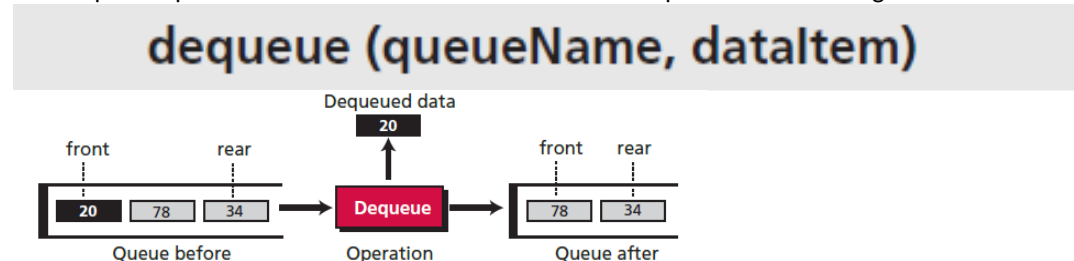 dequeue (queueName, dataItem)
Dequeued data
20
front rear front rear
20 78 34 Dequeue 78 34
Queue before Operation Queue after